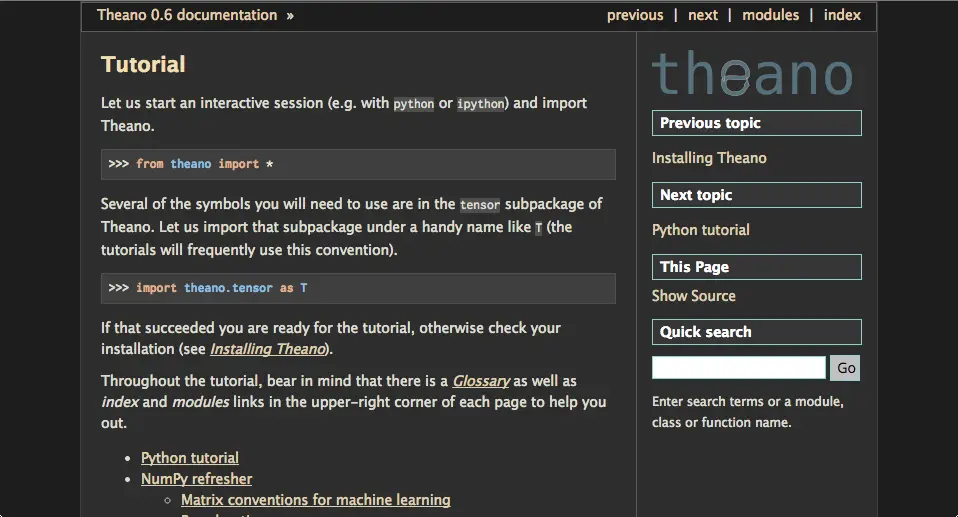 Theano 0.6 documentation »
previous | next | modules | index
Tutorial
Let us start an interactive session (e.g. with python or ipython) and import
Theano.
>>> from theano import *
Several of the symbols you will need to use are in the tensor subpackage of
Theano. Let us import that subpackage under a handy name like T (the
tutorials will frequently use this convention).
>>> import theano.tensor as T
If that succeeded you are ready for the tutorial, otherwise check your
installation (see Installing Theano).
Throughout the tutorial, bear in mind that there is a Glossary as well as
index and modules links in the upper-right corner of each page to help you
out.
• Python tutorial
• NumPy refresher
◦ Matrix conventions for machine learning
theano
Previous topic
Installing Theano
Next topic
Python tutorial
This Page
Show Source
Quick search
Go
Enter search terms or a module,
class or function name.